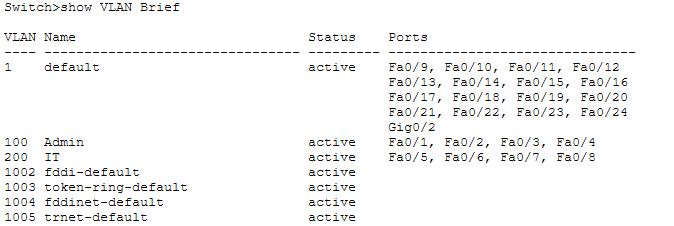 Switch>show VLAN Brief

VLAN Name                             Status    Ports
---- -------------------------------- --------- -------------------------------
1    default                          active    Fa0/9, Fa0/10, Fa0/11, Fa0/12
                                                Fa0/13, Fa0/14, Fa0/15, Fa0/16
                                                Fa0/17, Fa0/18, Fa0/19, Fa0/20
                                                Fa0/21, Fa0/22, Fa0/23, Fa0/24
                                                Gig0/2
100  Admin                            active    Fa0/1, Fa0/2, Fa0/3, Fa0/4
200  IT                               active    Fa0/5, Fa0/6, Fa0/7, Fa0/8
1002 fddi-default                     active
1003 token-ring-default               active
1004 fddinet-default                  active
1005 trnet-default                    active